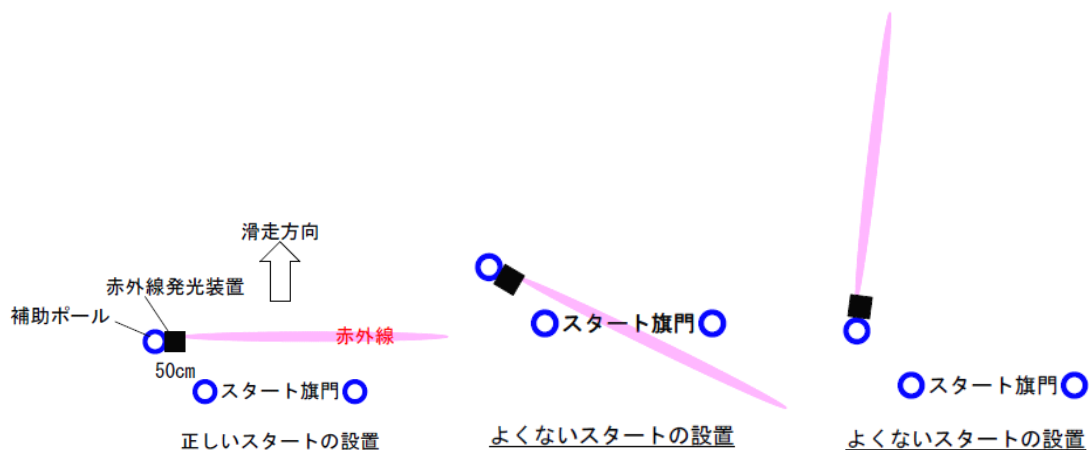 滑走方向
赤外線発光装置
補助ポール
赤外線
50cm
スタート旗門
正しいスタートの設置
スタート旗門
よくないスタートの設置
スタート旗門
よくないスタートの設置